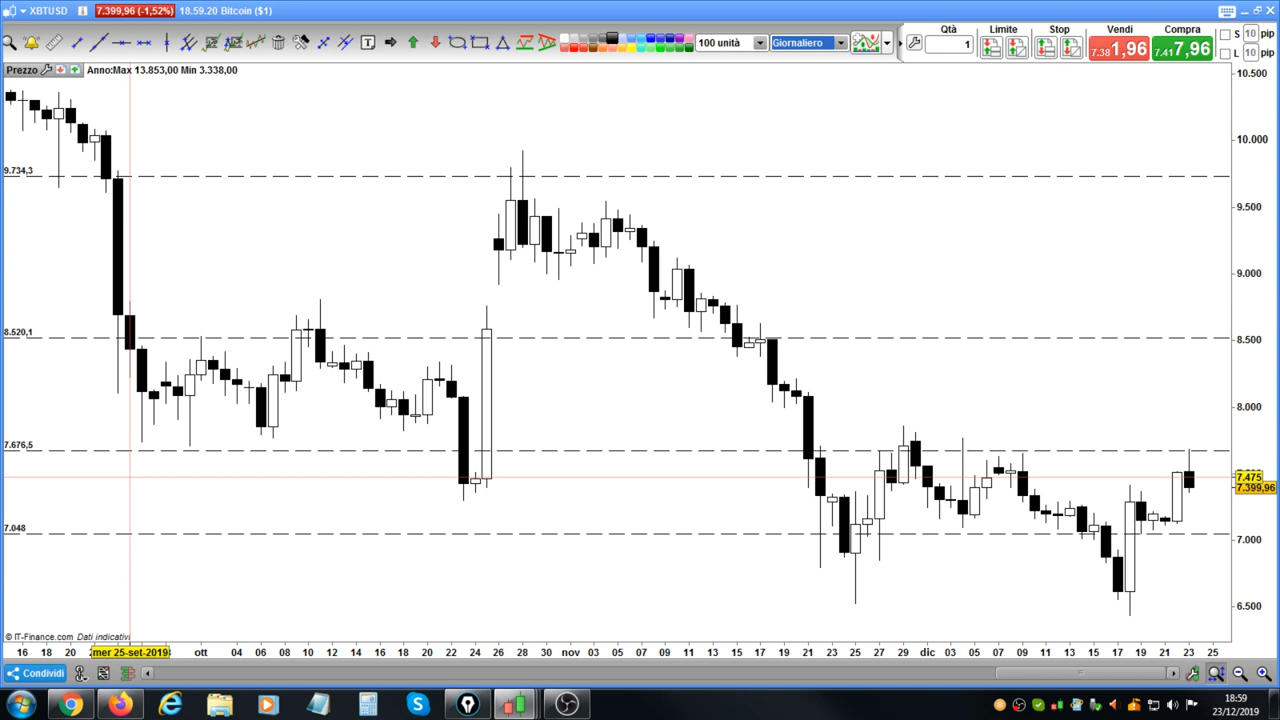 XBTUSD 7.399,96 (-1,52%) 18.59.20 Bitcoin ($1)
100 unità Giornaliero Qtà 1 Limite Stop Vendi 7.381,96 Compra 7.417,96 S 10 pip
L 10 pip
Prezzo Anno:Max 13.853,00 Min 3.338,00
10.500
10.000
9.734,3
9.500
9.000
8.520,1
8.500
8.000
7.676,5
7.475
7.399,96
7.048
7.000
6.500
© IT-Finance.com Dati indicativi
16 18 20 mer 25-set-2019 ott 04 06 08 10 12 14 16 18 20 22 24 26 28 30 nov 03 05 07 09 11 13 15 17 19 21 23 25 27 29 dic 03 05 07 09 11 13 15 17 19 21 23 25
Condividi
18:59
23/12/2019